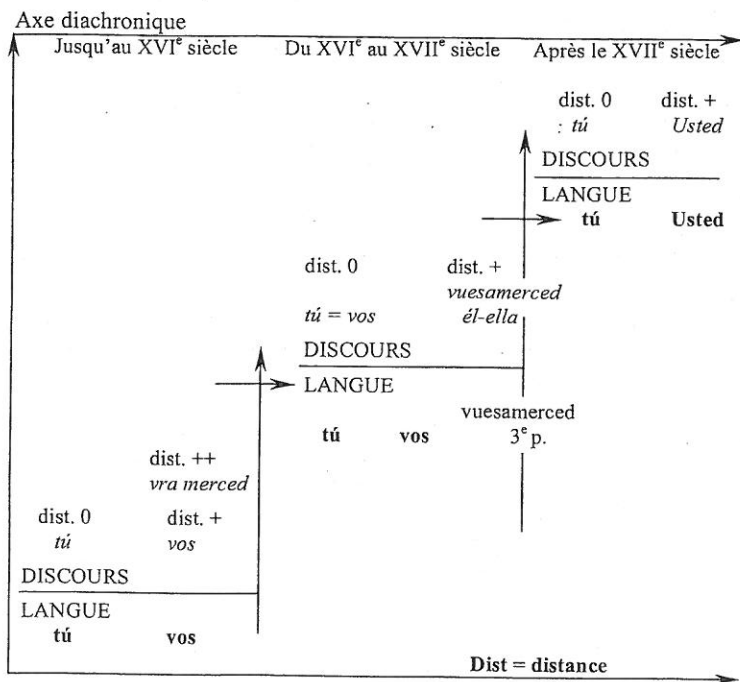 Axe diachronique
Jusqu'au XVIᵉ siècle Du XVIᵉ au XVIIᵉ siècle Après le XVIIᵉ siècle
dist. 0 dist. +
: tú Usted
DISCOURS
LANGUE
tú Usted
dist. 0 dist. +
vuesamerced
tú = vos él-ella
DISCOURS
LANGUE
vuesamerced
tú vos 3ᵉ p.
dist. ++
vra merced
dist. 0 dist. +
tú vos
DISCOURS
LANGUE
tú vos
Dist = distance